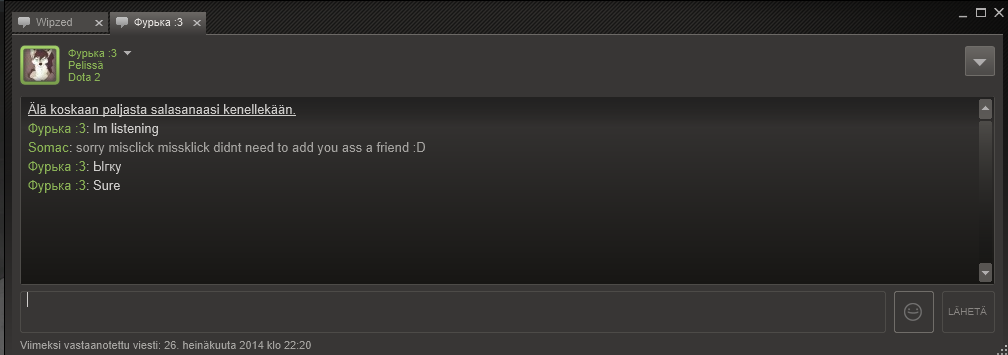 Wipzed
Фурька :3
Фурька :3
Pelissä
Dota 2
Älä koskaan paljasta salasanaasi kenellekään.
Фурька :3: Im listening
Somac: sorry misclick missklick didnt need to add you ass a friend :D
Фурька :3: Ыгку
Фурька :3: Sure
LÄHETÄ
Viimeksi vastaanotettu viesti: 26. heinäkuuta 2014 klo 22:20